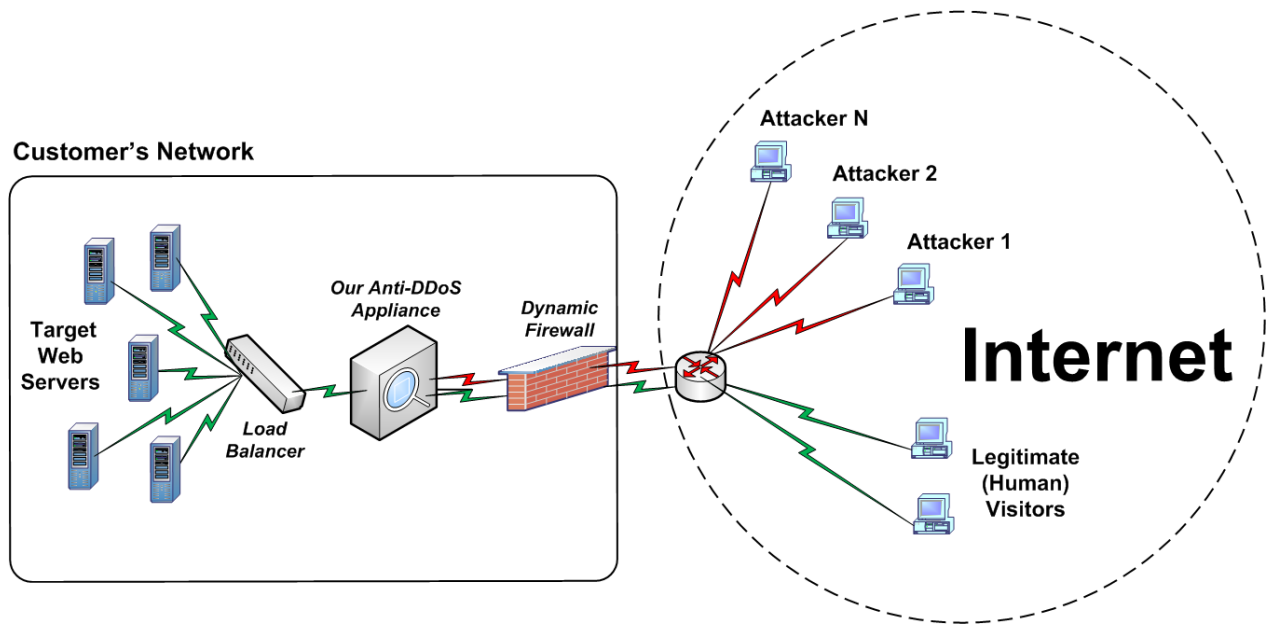 Customer's Network
Target
Web
Servers
Load
Balancer
Our Anti-DDoS
Appliance
Dynamic
Firewall
Attacker N
Attacker 2
Attacker 1
Internet
Legitimate
(Human)
Visitors